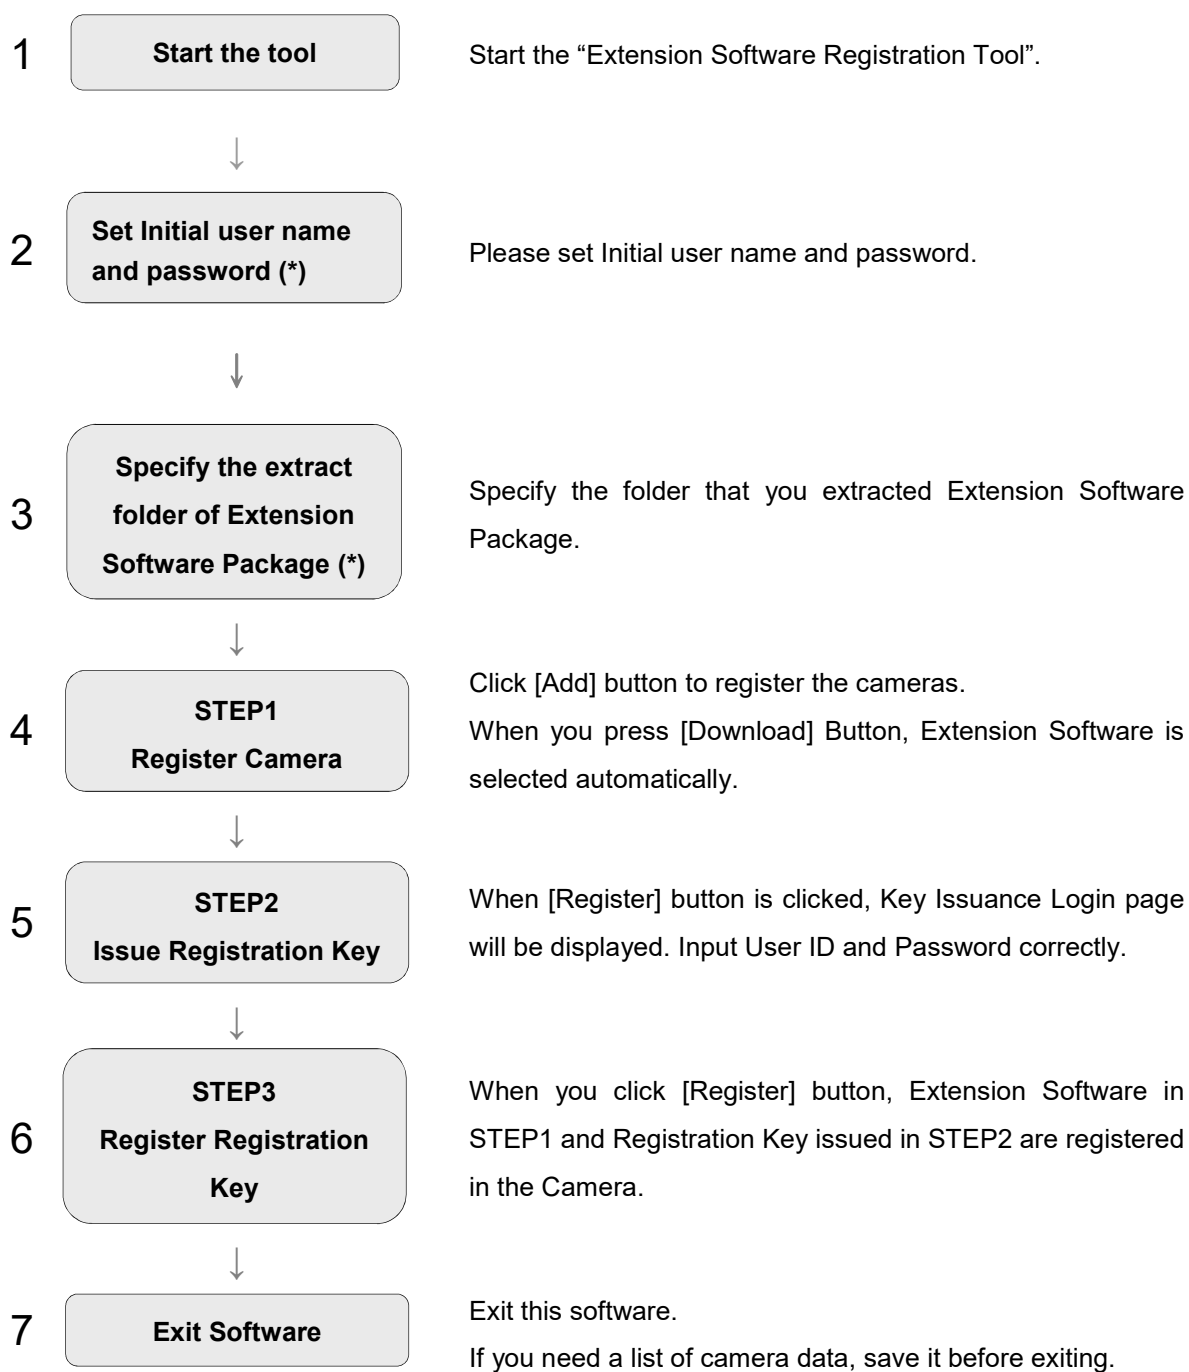 1
Start the tool
Start the “Extension Software Registration Tool”.
↓
2
Set Initial user name
and password (*)
Please set Initial user name and password.
↓
3
Specify the extract
folder of Extension
Software Package (*)
Specify the folder that you extracted Extension Software
Package.
↓
4
STEP1
Register Camera
Click [Add] button to register the cameras.
When you press [Download] Button, Extension Software is
selected automatically.
↓
5
STEP2
Issue Registration Key
When [Register] button is clicked, Key Issuance Login page
will be displayed. Input User ID and Password correctly.
↓
6
STEP3
Register Registration
Key
When you click [Register] button, Extension Software in
STEP1 and Registration Key issued in STEP2 are registered
in the Camera.
↓
7
Exit Software
Exit this software.
If you need a list of camera data, save it before exiting.